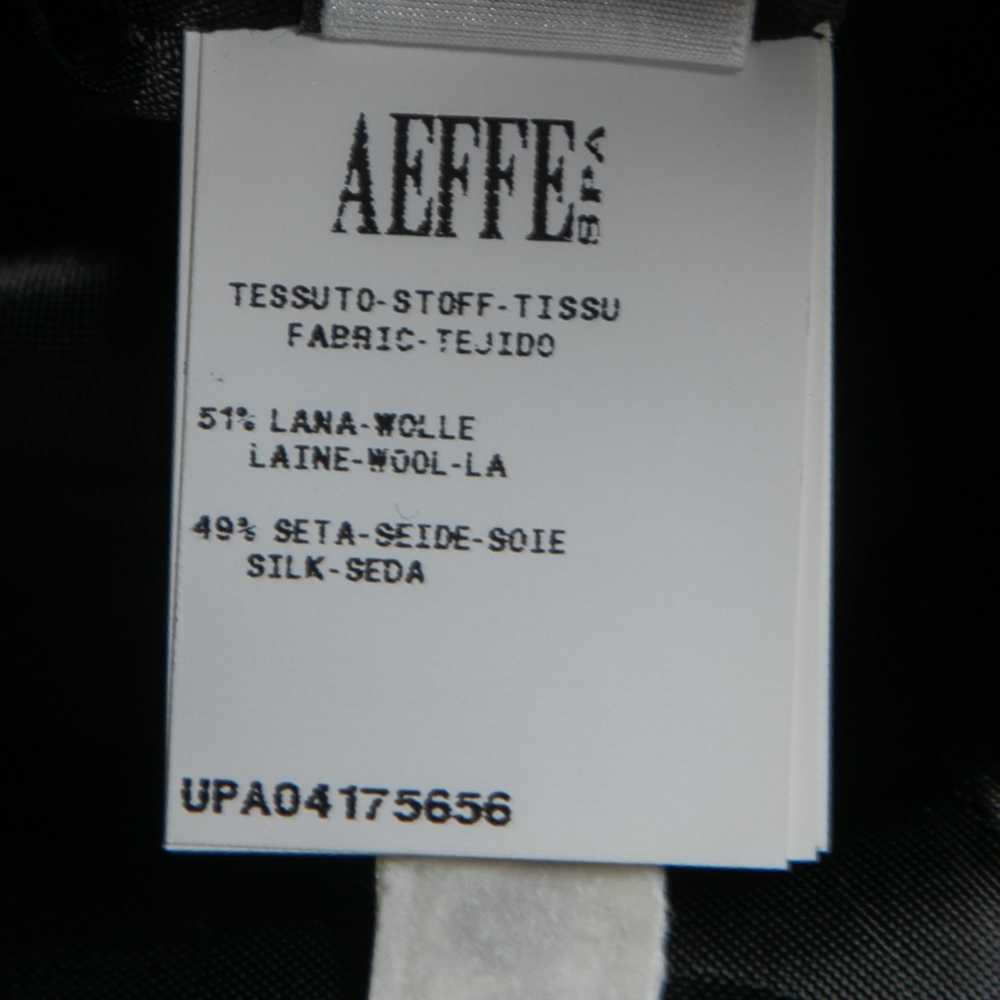 AEFFE SPA
TESSUTO-STOFF-TISSU
FABRIC-TEJIDO
51% LANA-WOLLE
LAINE-WOOL-LA
49% SETA-SEIDE-SOIE
SILK-SEDA
UPA04175656